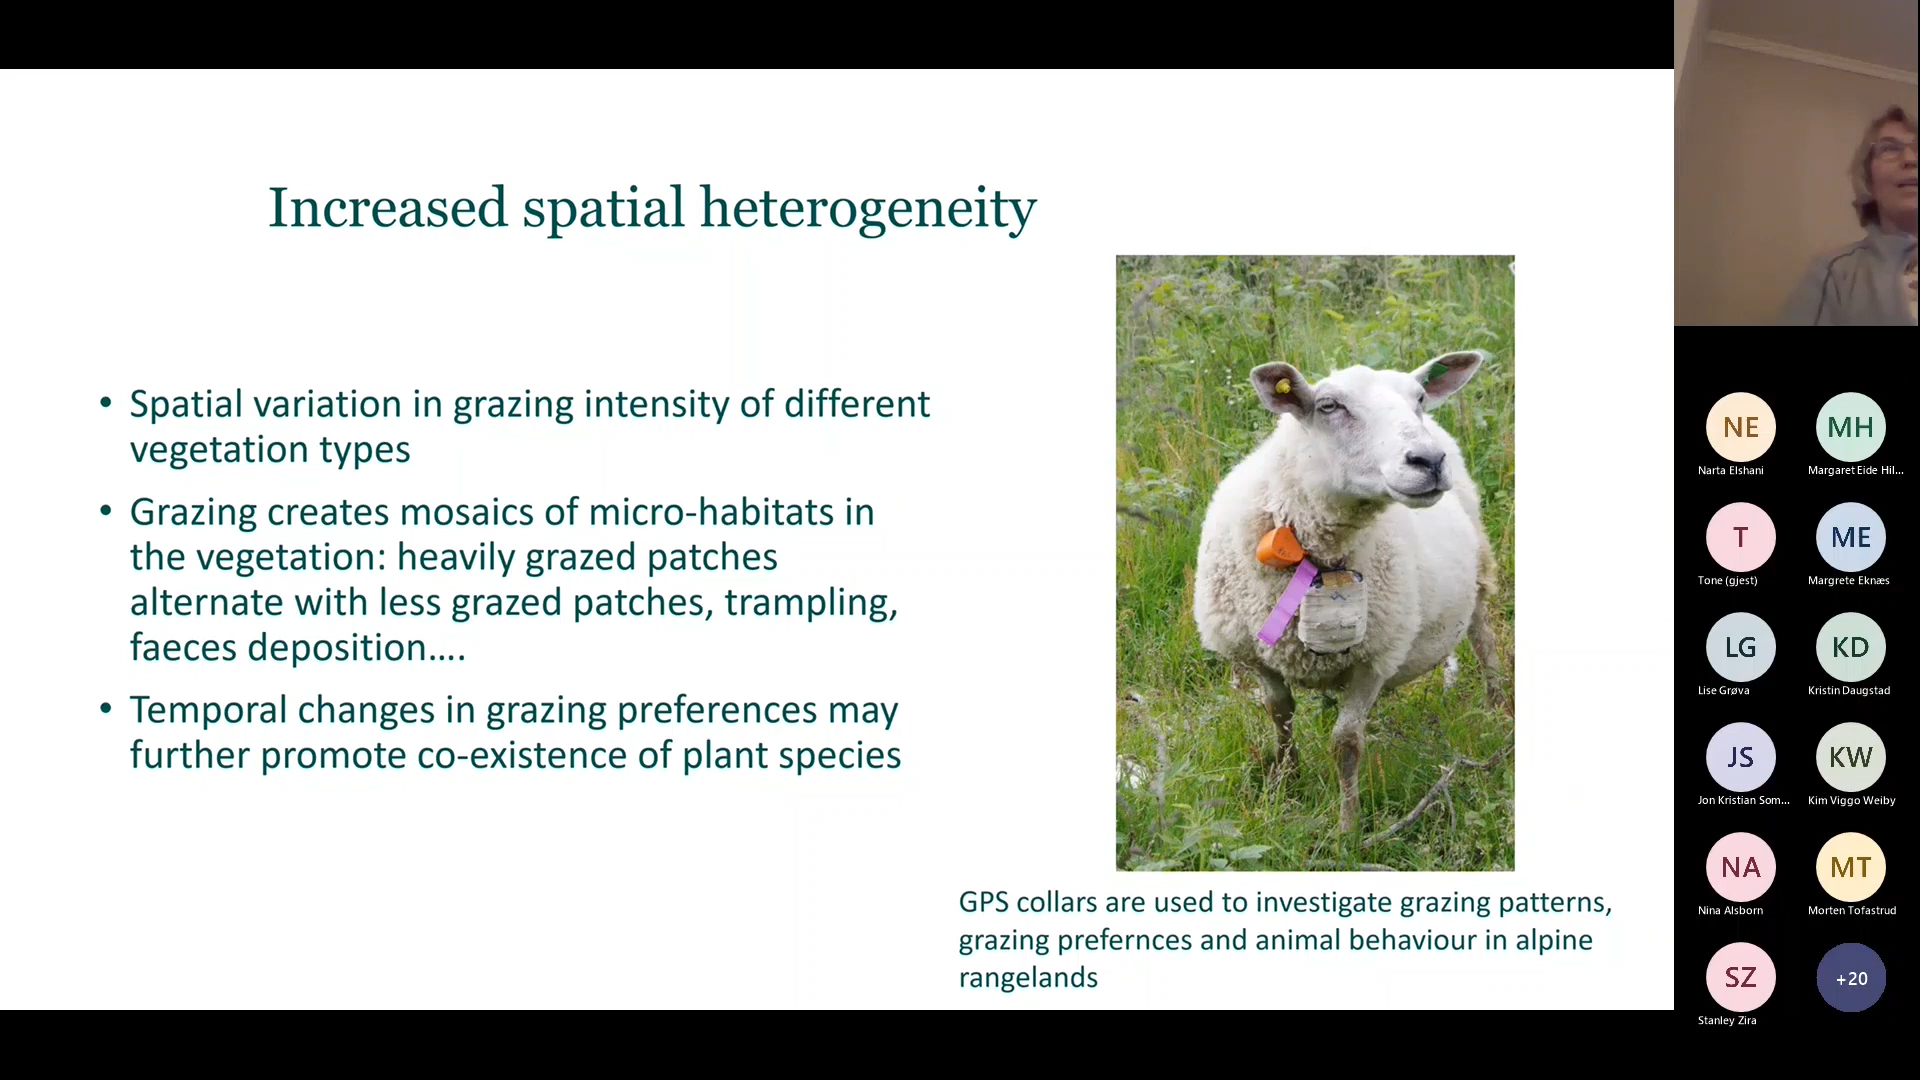 Increased spatial heterogeneity
• Spatial variation in grazing intensity of different
vegetation types
• Grazing creates mosaics of micro-habitats in
the vegetation: heavily grazed patches
alternate with less grazed patches, trampling,
faeces deposition....
• Temporal changes in grazing preferences may
further promote co-existence of plant species
GPS collars are used to investigate grazing patterns,
grazing prefernces and animal behaviour in alpine
rangelands
NE
Narta Elshani
MH
Margaret Eide Hil...
T
Tone (gjest)
ME
Margrete Eknæs
LG
Lise Grøva
KD
Kristin Daugstad
JS
Jon Kristian Som...
KW
Kim Viggo Weiby
NA
Nina Alsborn
MT
Morten Tofastrud
SZ
Stanley Zira
+20